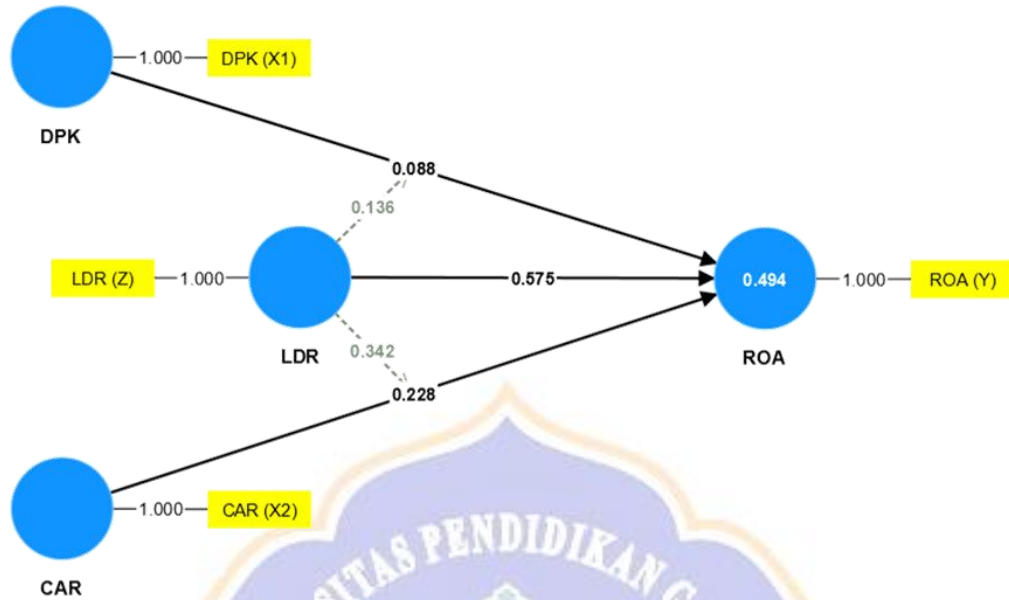 1.000
DPK (X1)
DPK
0.088
0.136
LDR (Z)
1.000
0.575
0.494
1.000
ROA (Y)
LDR
0.342
ROA
0.228
1.000
CAR (X2)
CAR
PENDIDIKAN